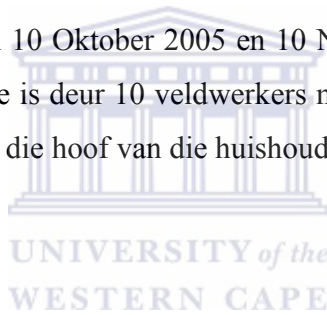 10 Oktober 2005 en 10
e is deur 10 veldwerkers
die hoof van die huishoud
UNIVERSITY of the
WESTERN CAPE